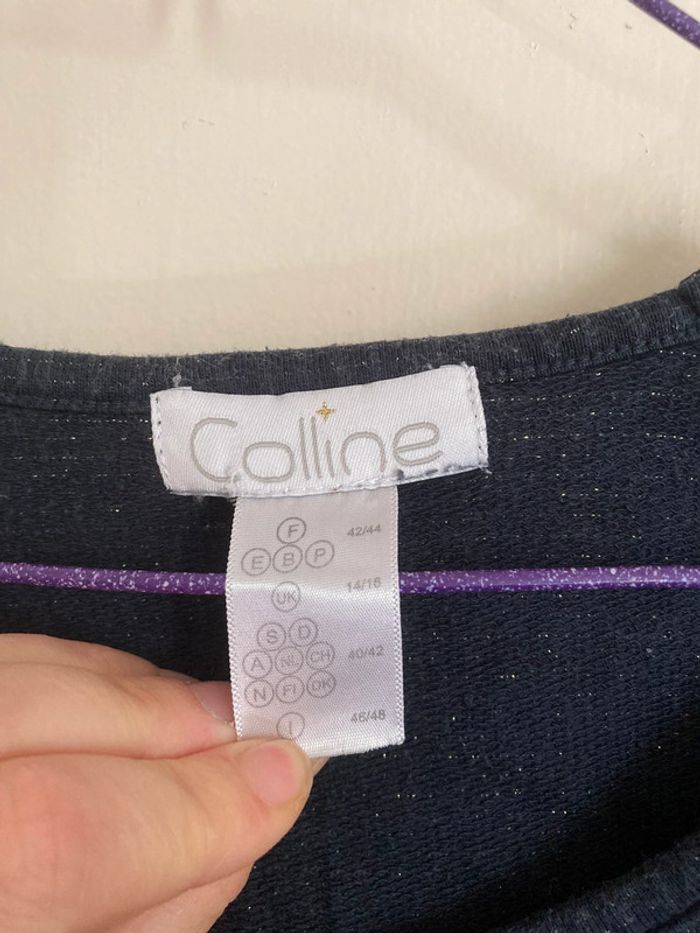 Colline
F 42/44
E B P
UK 14/16
S D
A NL CH 40/42
N FI DK
I 46/48